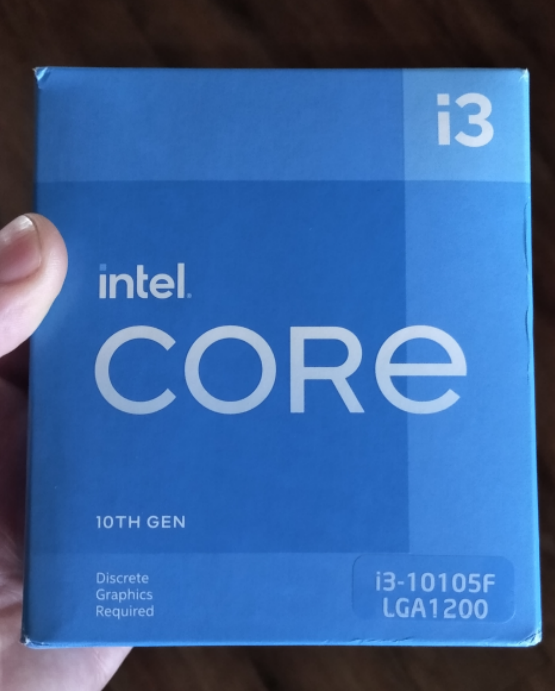 i3
intel.
CORe
10TH GEN
Discrete
Graphics
Required
i3-10105F
LGA1200